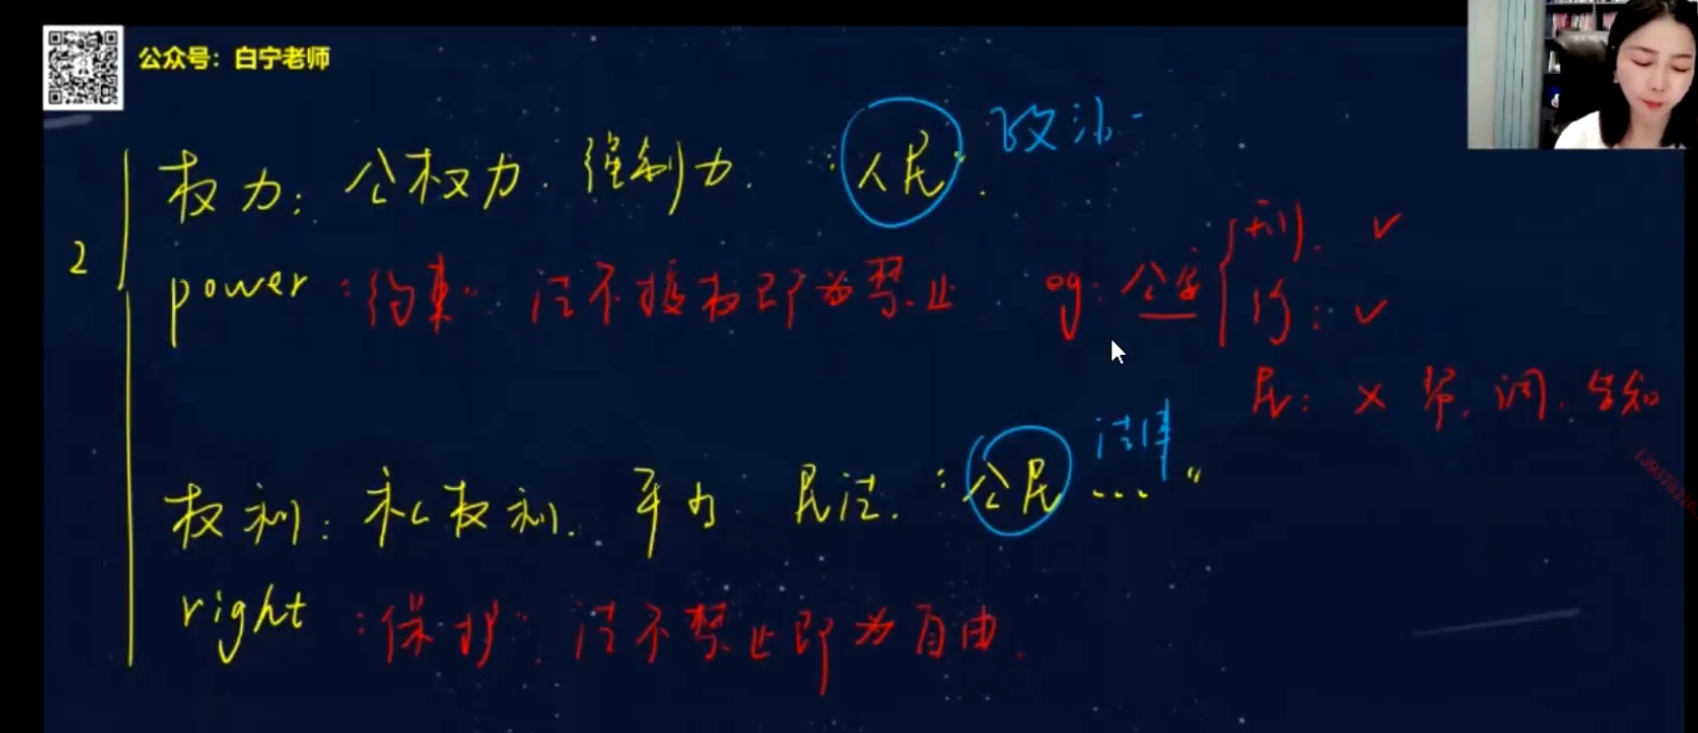 公众号：白宁老师
权力：公权力. 强制力. "人民". 政治
2
power："约束" 法不授权即为禁止 eg：公安 { 刑. ✓
行：✓
民：× 帮. 调. 告知
权利：私权利. 平等 民法. "公民..." 法律
right："保护" 法不禁止即为自由.